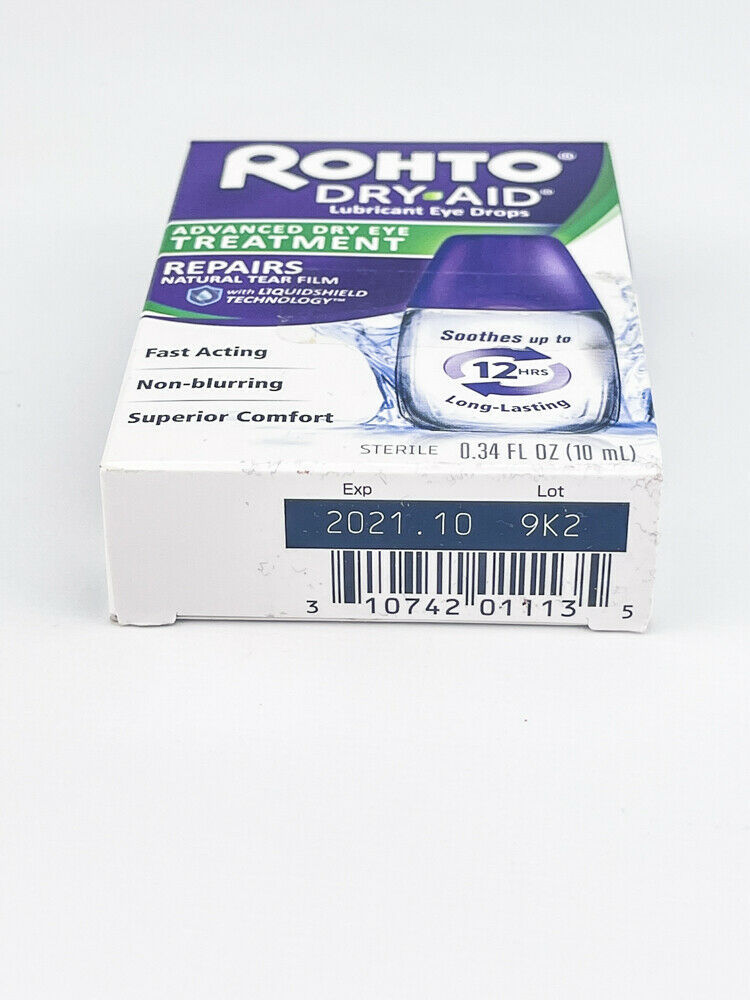 ROHTO®
DRY•AID®
Lubricant Eye Drops
ADVANCED DRY EYE
TREATMENT
REPAIRS
NATURAL TEAR FILM
with LIQUIDSHIELD
TECHNOLOGY™
Fast Acting
Non-blurring
Superior Comfort
Soothes up to
12HRS
Long-Lasting
STERILE 0.34 FL OZ (10 mL)
Exp Lot
2021.10 9K2
3 10742 01113 5